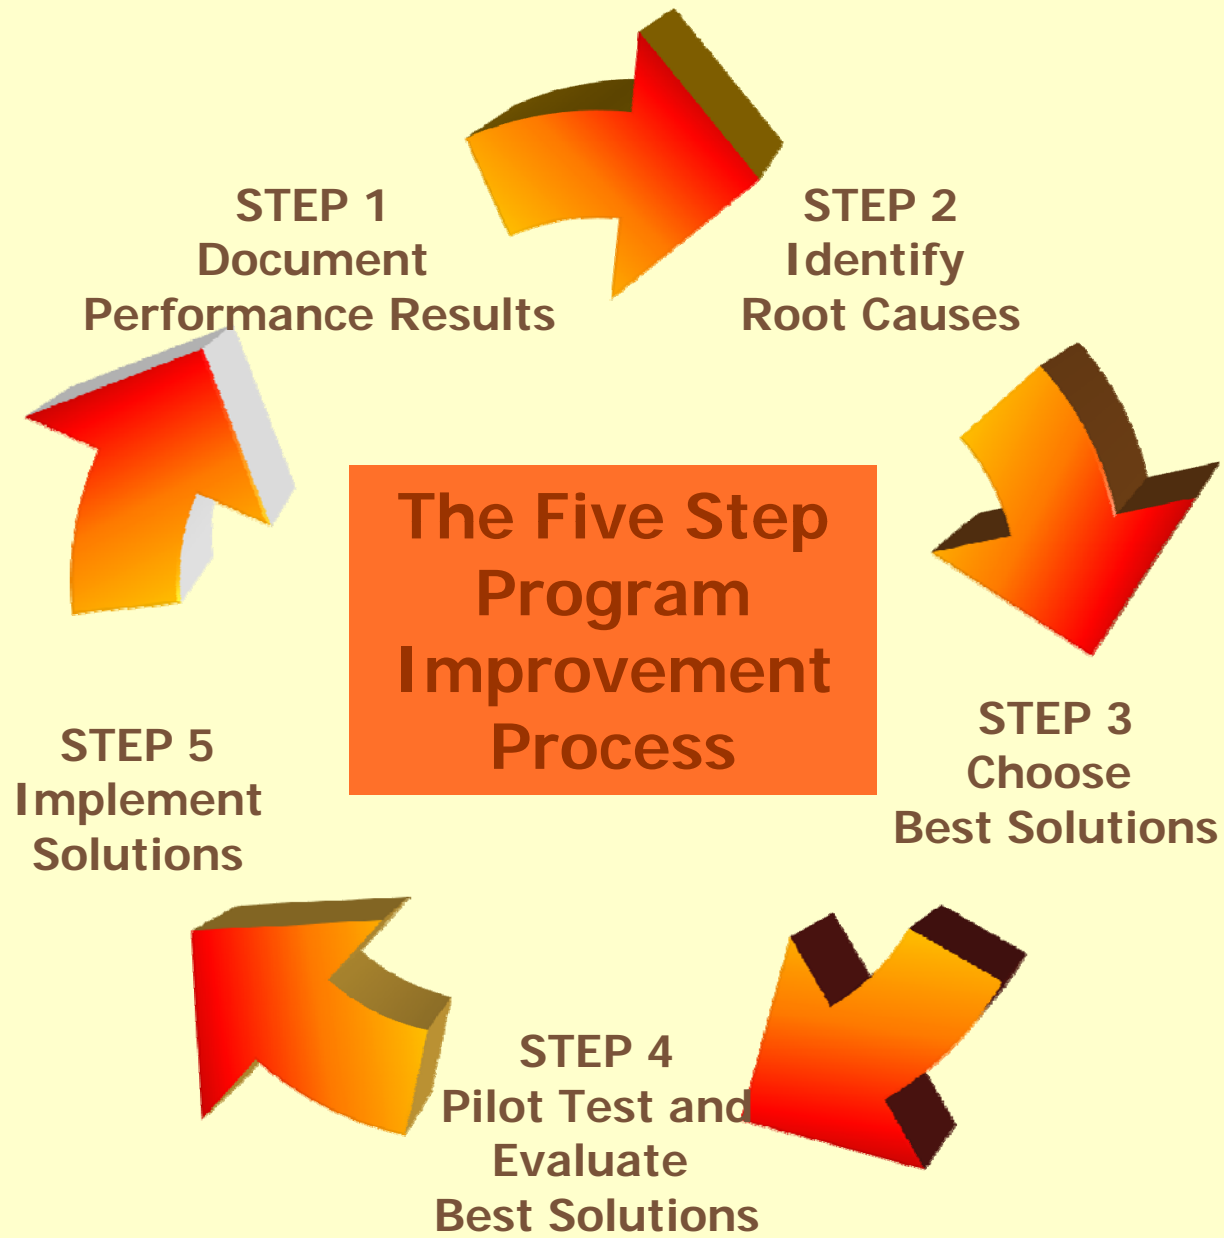 STEP 1
Document
Performance Results
STEP 2
Identify
Root Causes
The Five Step
Program
Improvement
Process
STEP 3
Choose
Best Solutions
STEP 4
Pilot Test and
Evaluate
Best Solutions
STEP 5
Implement
Solutions